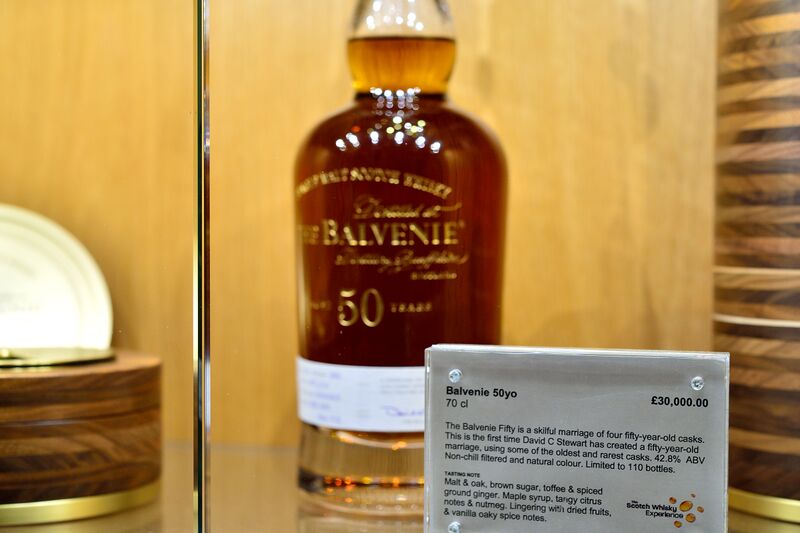 MALT SCOTCH WHISKY
THE BALVENIE
50 YEARS
Balvenie 50yo
70 cl
£30,000.00
The Balvenie Fifty is a skilful marriage of four fifty-year-old casks.
This is the first time David C Stewart has created a fifty-year-old
marriage, using some of the oldest and rarest casks. 42.8% ABV
Non-chill filtered and natural colour. Limited to 110 bottles.
TASTING NOTE
Malt & oak, brown sugar, toffee & spiced
ground ginger. Maple syrup, tangy citrus
notes & nutmeg. Lingering with dried fruits,
& vanilla oaky spice notes.
The
Scotch Whisky
Experience